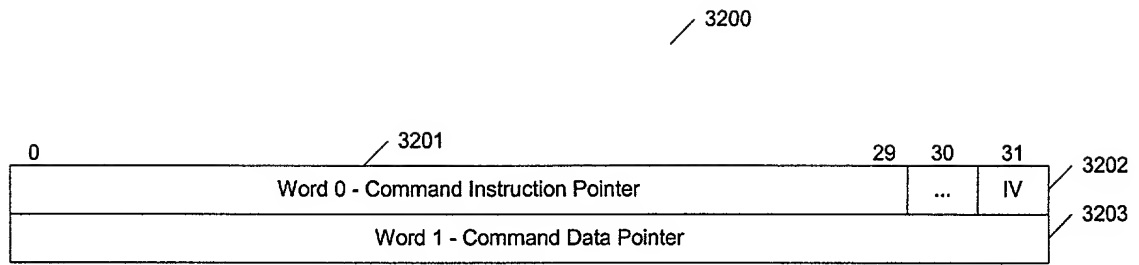 3200
3201
0 29 30 31
3202
Word 0 - Command Instruction Pointer ... IV
3203
Word 1 - Command Data Pointer